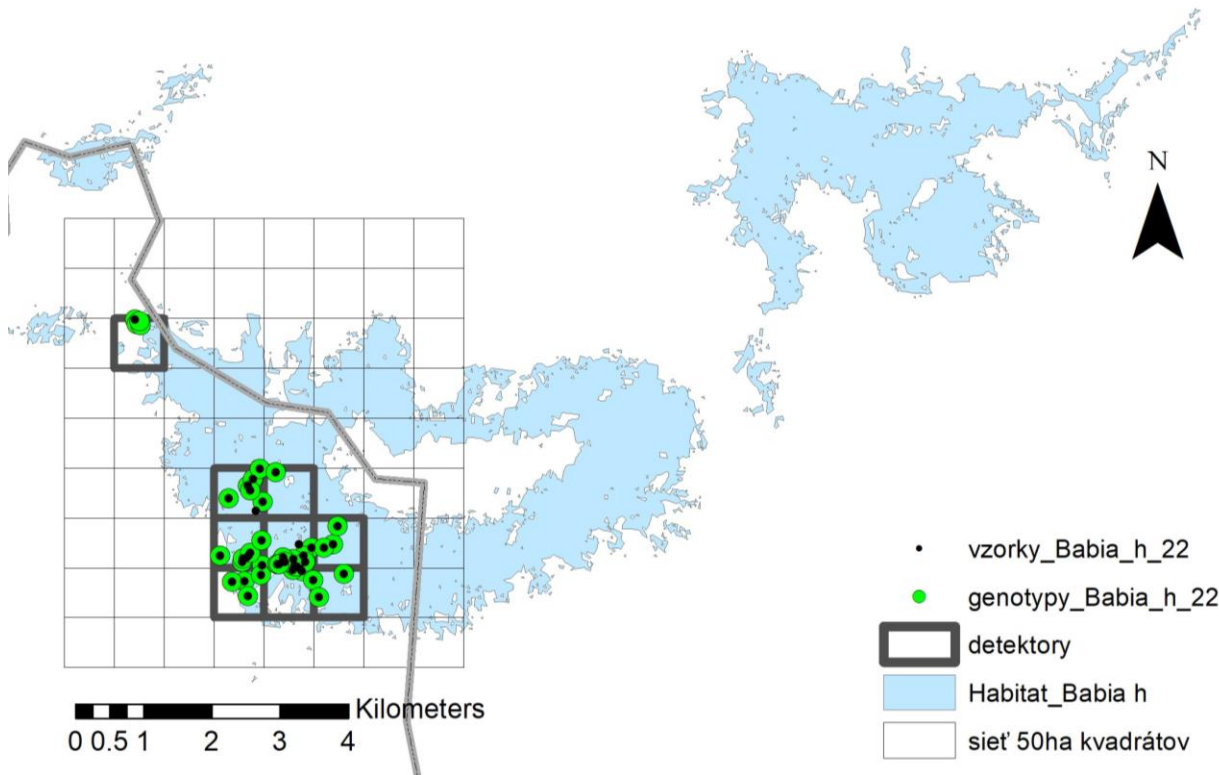 N
vzorky_Babia_h_22
genotypy_Babia_h_22
detektory
Habitat_Babia h
sieť 50ha kvadrátov
Kilometers
0 0.5 1 2 3 4